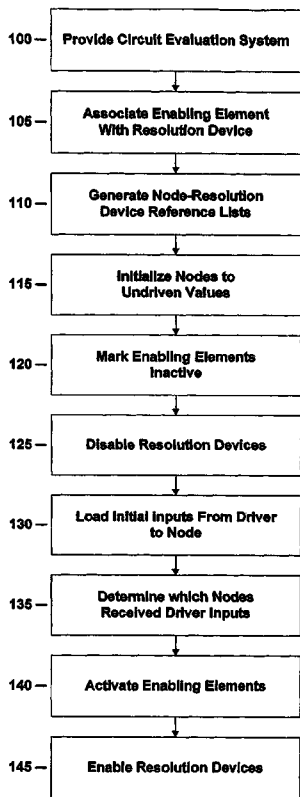 100 — Provide Circuit Evaluation System
105 — Associate Enabling Element
With Resolution Device
110 — Generate Node-Resolution
Device Reference Lists
115 — Initialize Nodes to
Undriven Values
120 — Mark Enabling Elements
Inactive
125 — Disable Resolution Devices
130 — Load Initial Inputs From Driver
to Node
135 — Determine which Nodes
Received Driver Inputs
140 — Activate Enabling Elements
145 — Enable Resolution Devices